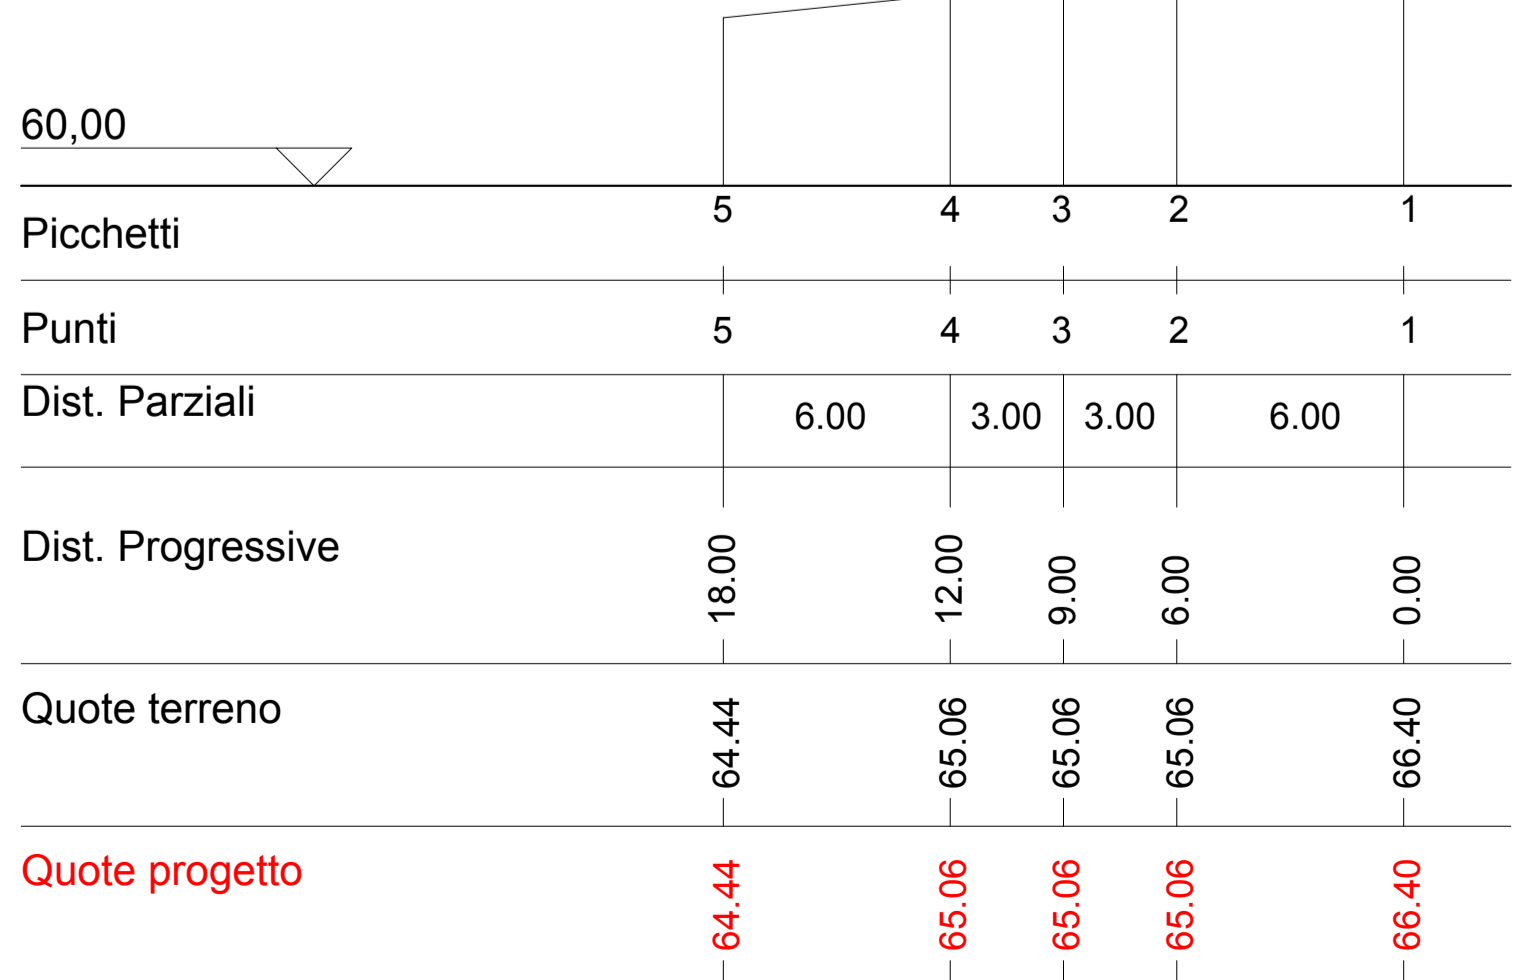 60,00
Picchetti 5 4 3 2 1
Punti 5 4 3 2 1
Dist. Parziali 6.00 3.00 3.00 6.00
Dist. Progressive 18.00 12.00 9.00 6.00 0.00
Quote terreno 64.44 65.06 65.06 65.06 66.40
Quote progetto 64.44 65.06 65.06 65.06 66.40